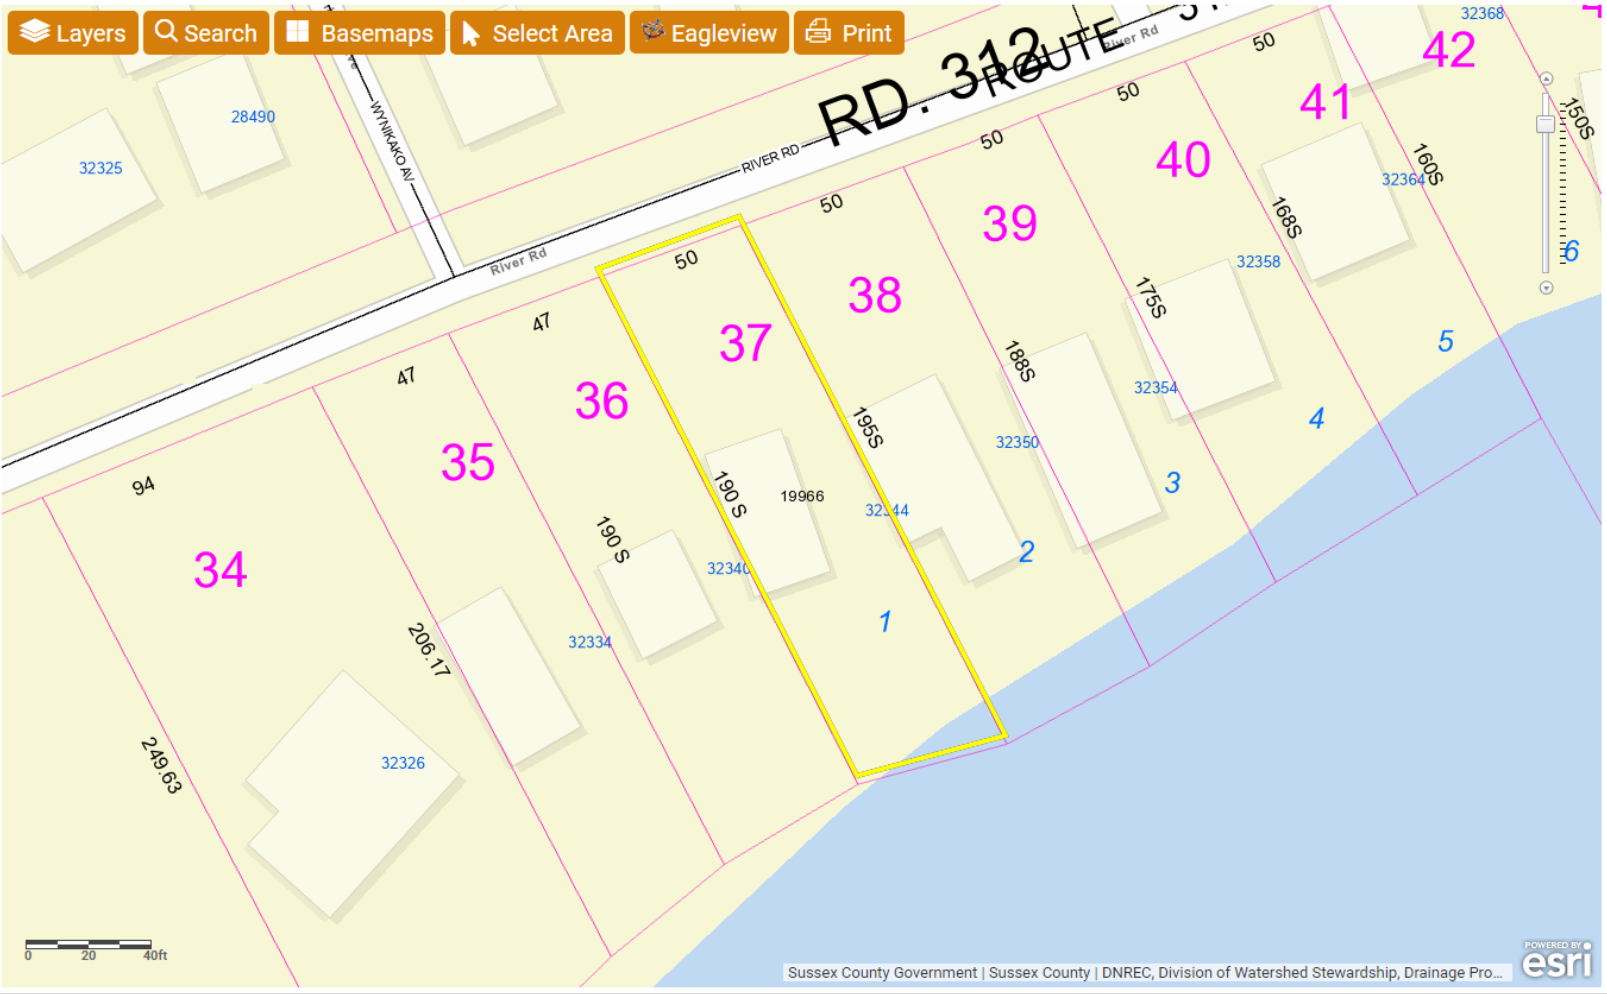 Layers
Search
Basemaps
Select Area
Eagleview
Print
RD. 312
ROUTE
River Rd
50
32368
42
28490
32325
WYNIKAKO AV
RIVER RD
50
50
50
41
40
39
38
37
36
35
34
150S
160S
32364
168S
32358
6
River Rd
50
47
47
94
175S
188S
195S
190 S
190 S
206.17
249.63
32354
32350
32344
19966
32340
32334
32326
5
4
3
2
1
0 20 40ft
Sussex County Government | Sussex County | DNREC, Division of Watershed Stewardship, Drainage Pro...
POWERED BY
esri